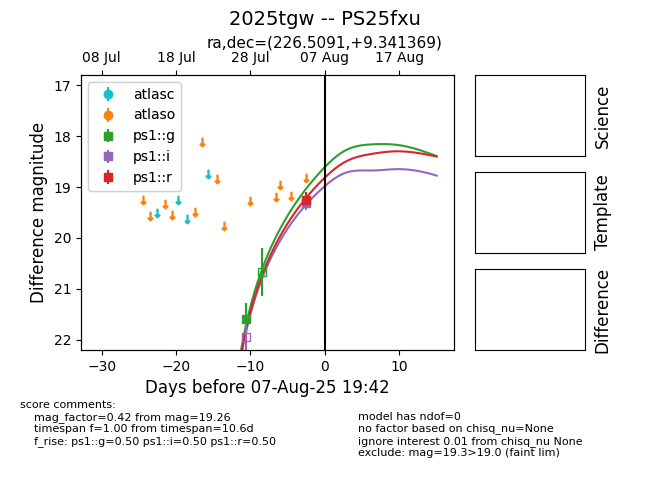 2025tgw -- PS25fxu
ra,dec=(226.5091,+9.341369)
08 Jul 18 Jul 28 Jul 07 Aug 17 Aug
17
18
19
20
21
22
Difference magnitude
atlasc
atlaso
ps1::g
ps1::i
ps1::r
−30 −20 −10 0 10
Days before 07-Aug-25 19:42
Science
Template
Difference
score comments:
mag_factor=0.42 from mag=19.26
timespan f=1.00 from timespan=10.6d
f_rise: ps1::g=0.50 ps1::i=0.50 ps1::r=0.50
model has ndof=0
no factor based on chisq_nu=None
ignore interest 0.01 from chisq_nu None
exclude: mag=19.3>19.0 (faint lim)